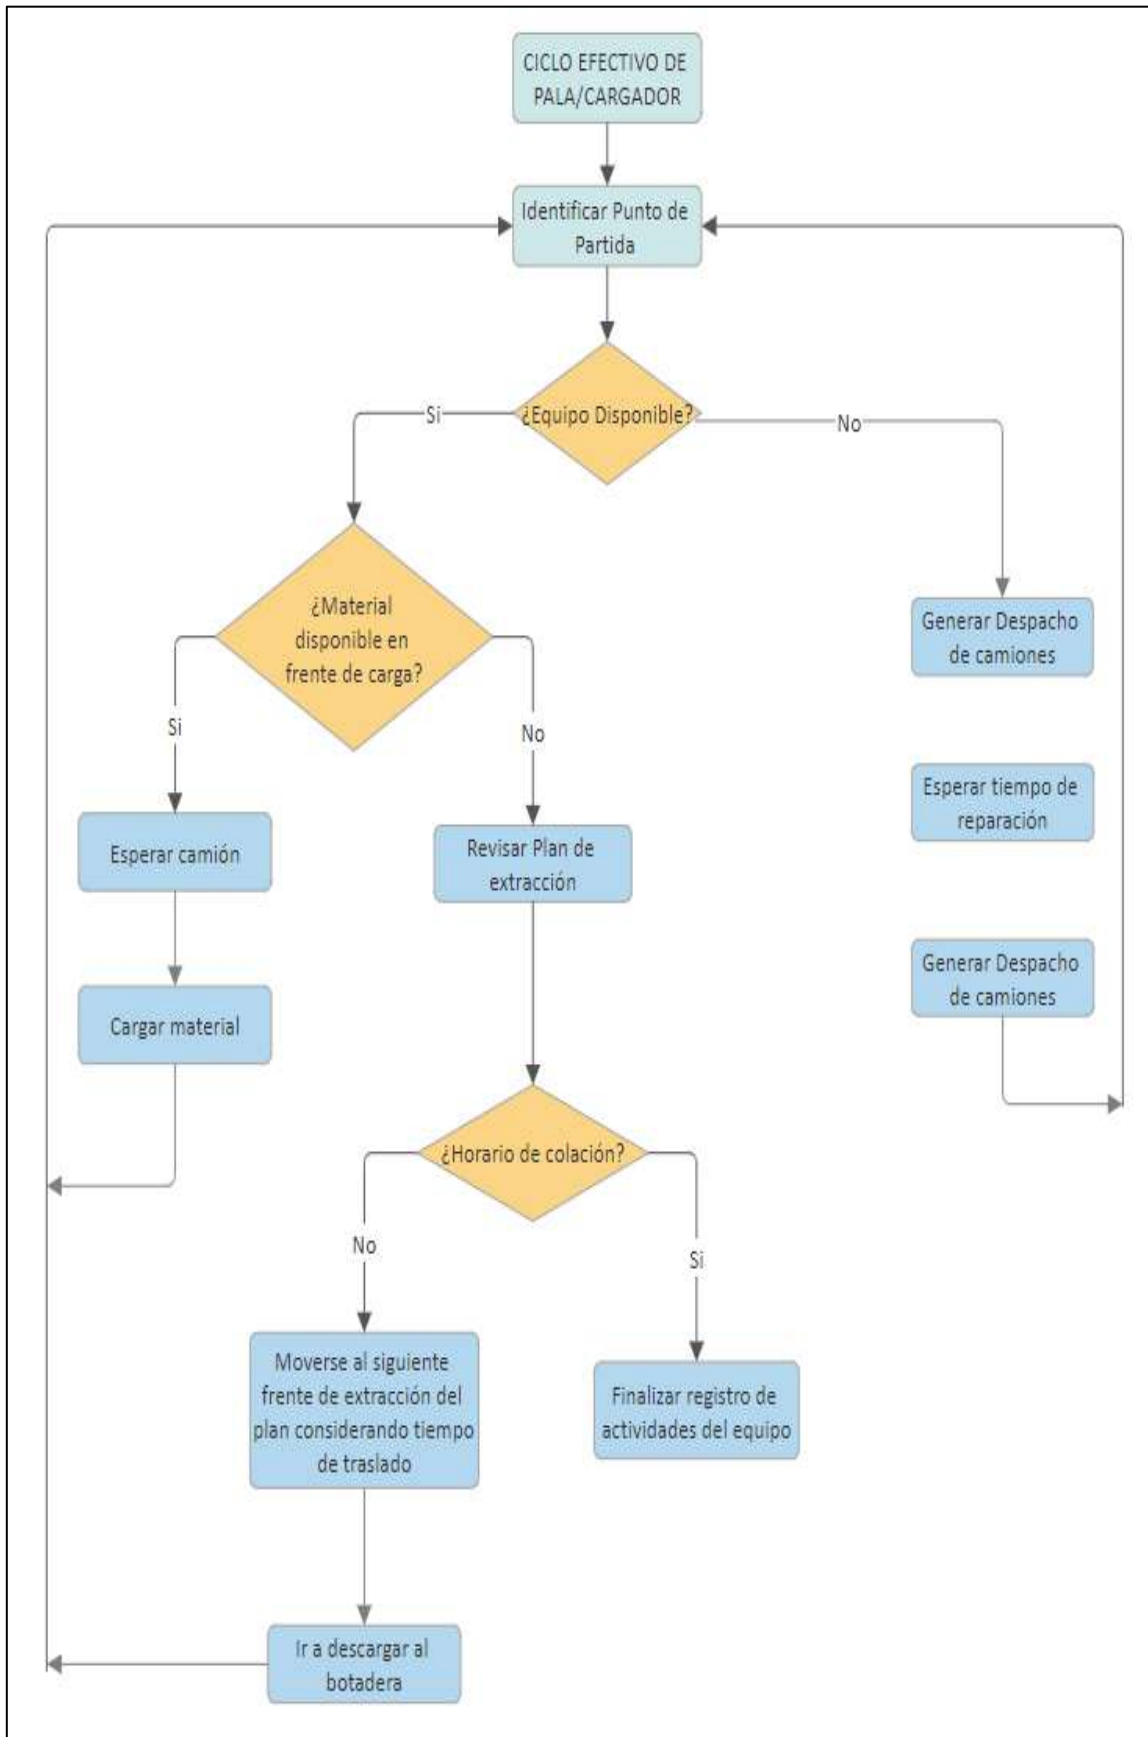 CICLO EFECTIVO DE
PALA/CARGADOR
Identificar Punto de
Partida
¿Equipo Disponible?
Si
No
¿Material
disponible en
frente de carga?
Generar Despacho
de camiones
Si
No
Esperar tiempo de
reparación
Esperar camión
Revisar Plan de
extracción
Generar Despacho
de camiones
Cargar material
¿Horario de colación?
No
Si
Moverse al siguiente
frente de extracción del
plan considerando tiempo
de traslado
Finalizar registro de
actividades del equipo
Ir a descargar al
botadera